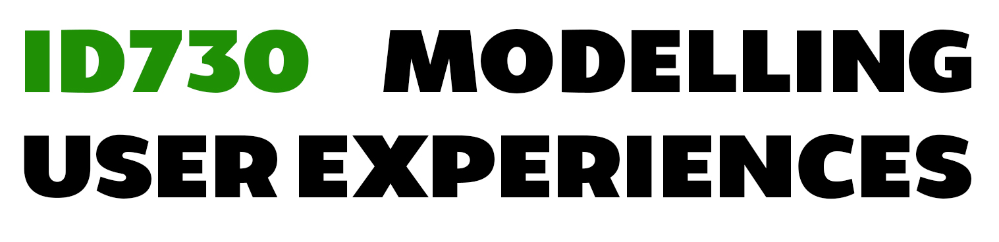 ID730 MODELLING
USER EXPERIENCES